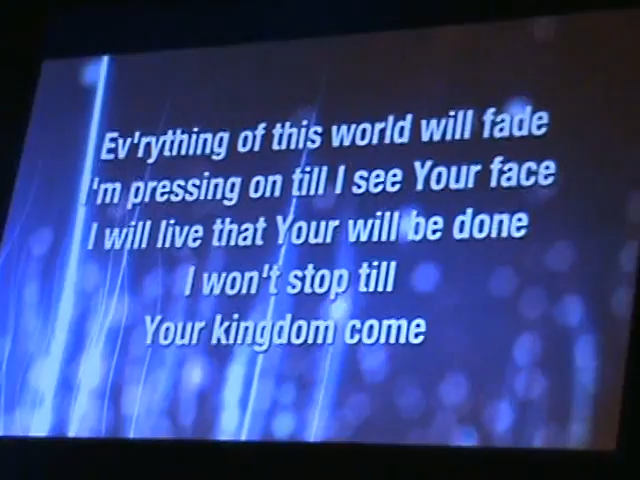 Ev'rything of this world will fade
I'm pressing on till I see Your face
I will live that Your will be done
I won't stop till
Your kingdom come